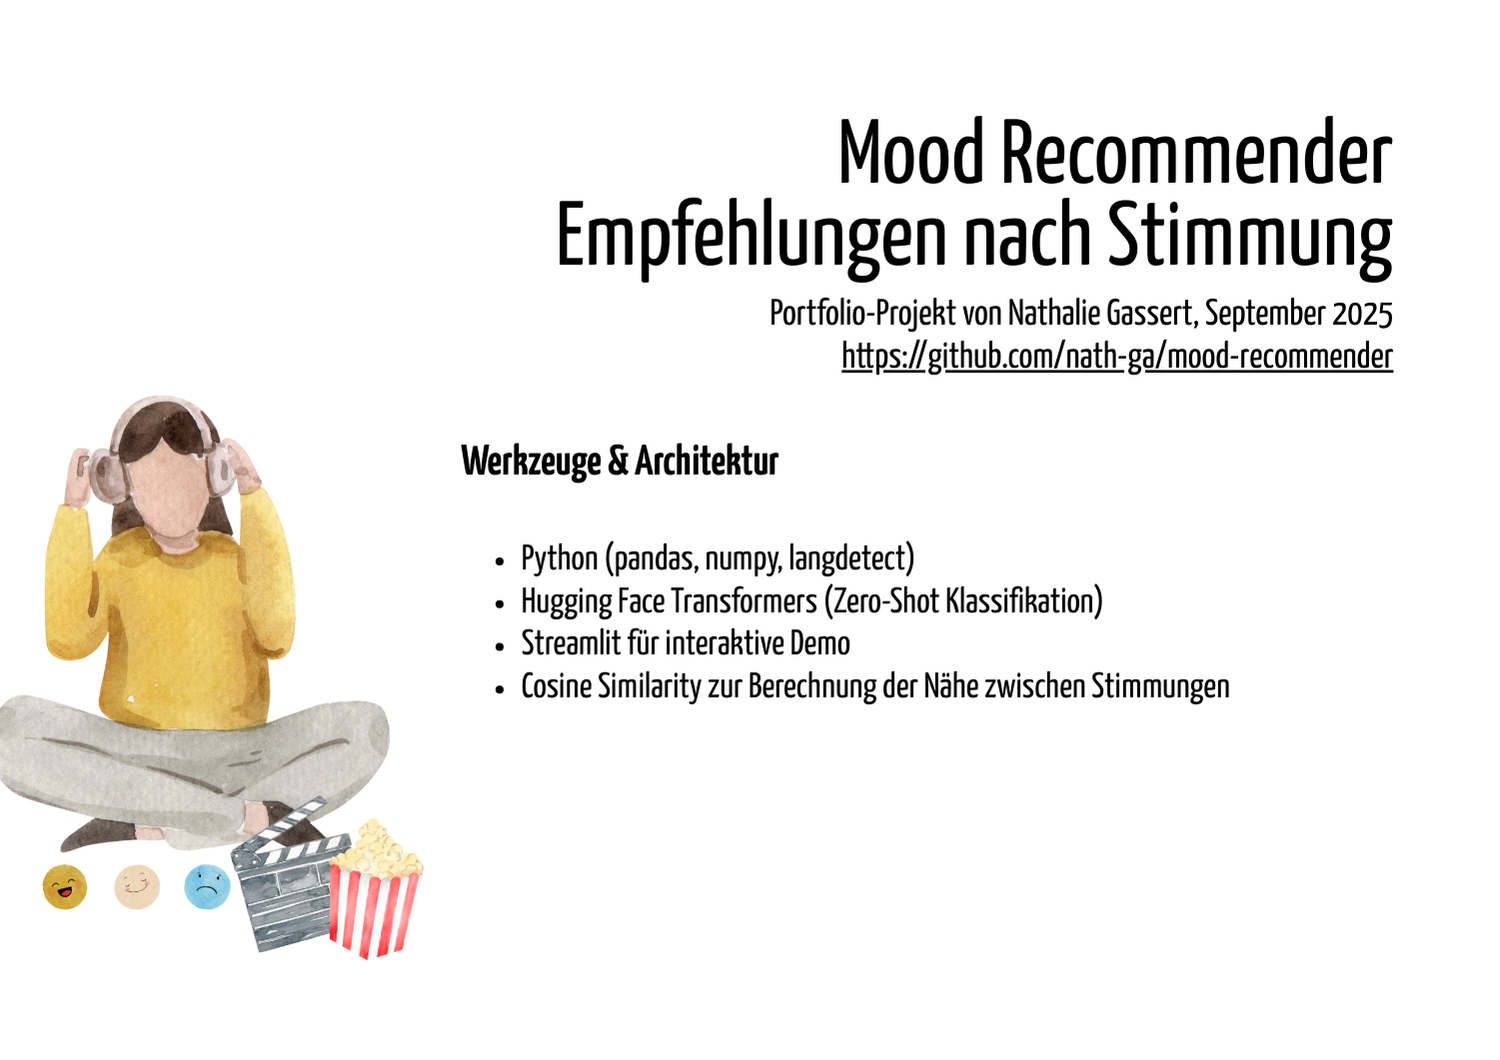 Mood Recommender
Empfehlungen nach Stimmung
Portfolio-Projekt von Nathalie Gassert, September 2025
https://github.com/nath-ga/mood-recommender
Werkzeuge & Architektur
• Python (pandas, numpy, langdetect)
• Hugging Face Transformers (Zero-Shot Klassifikation)
• Streamlit für interaktive Demo
• Cosine Similarity zur Berechnung der Nähe zwischen Stimmungen